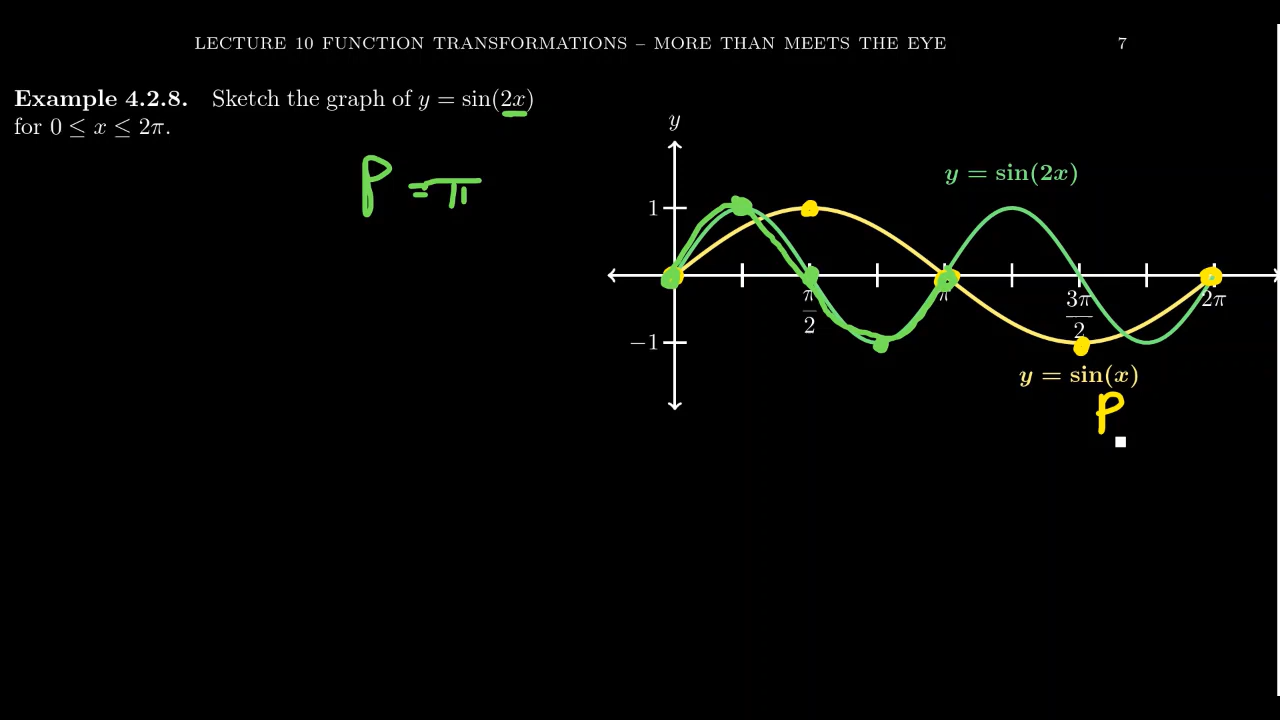 LECTURE 10 FUNCTION TRANSFORMATIONS – MORE THAN MEETS THE EYE 7
Example 4.2.8. Sketch the graph of y = sin(2x)
for 0 ≤ x ≤ 2π.
P = π
y
y = sin(2x)
1
π/2
π
3π/2
2π
−1
y = sin(x)
P